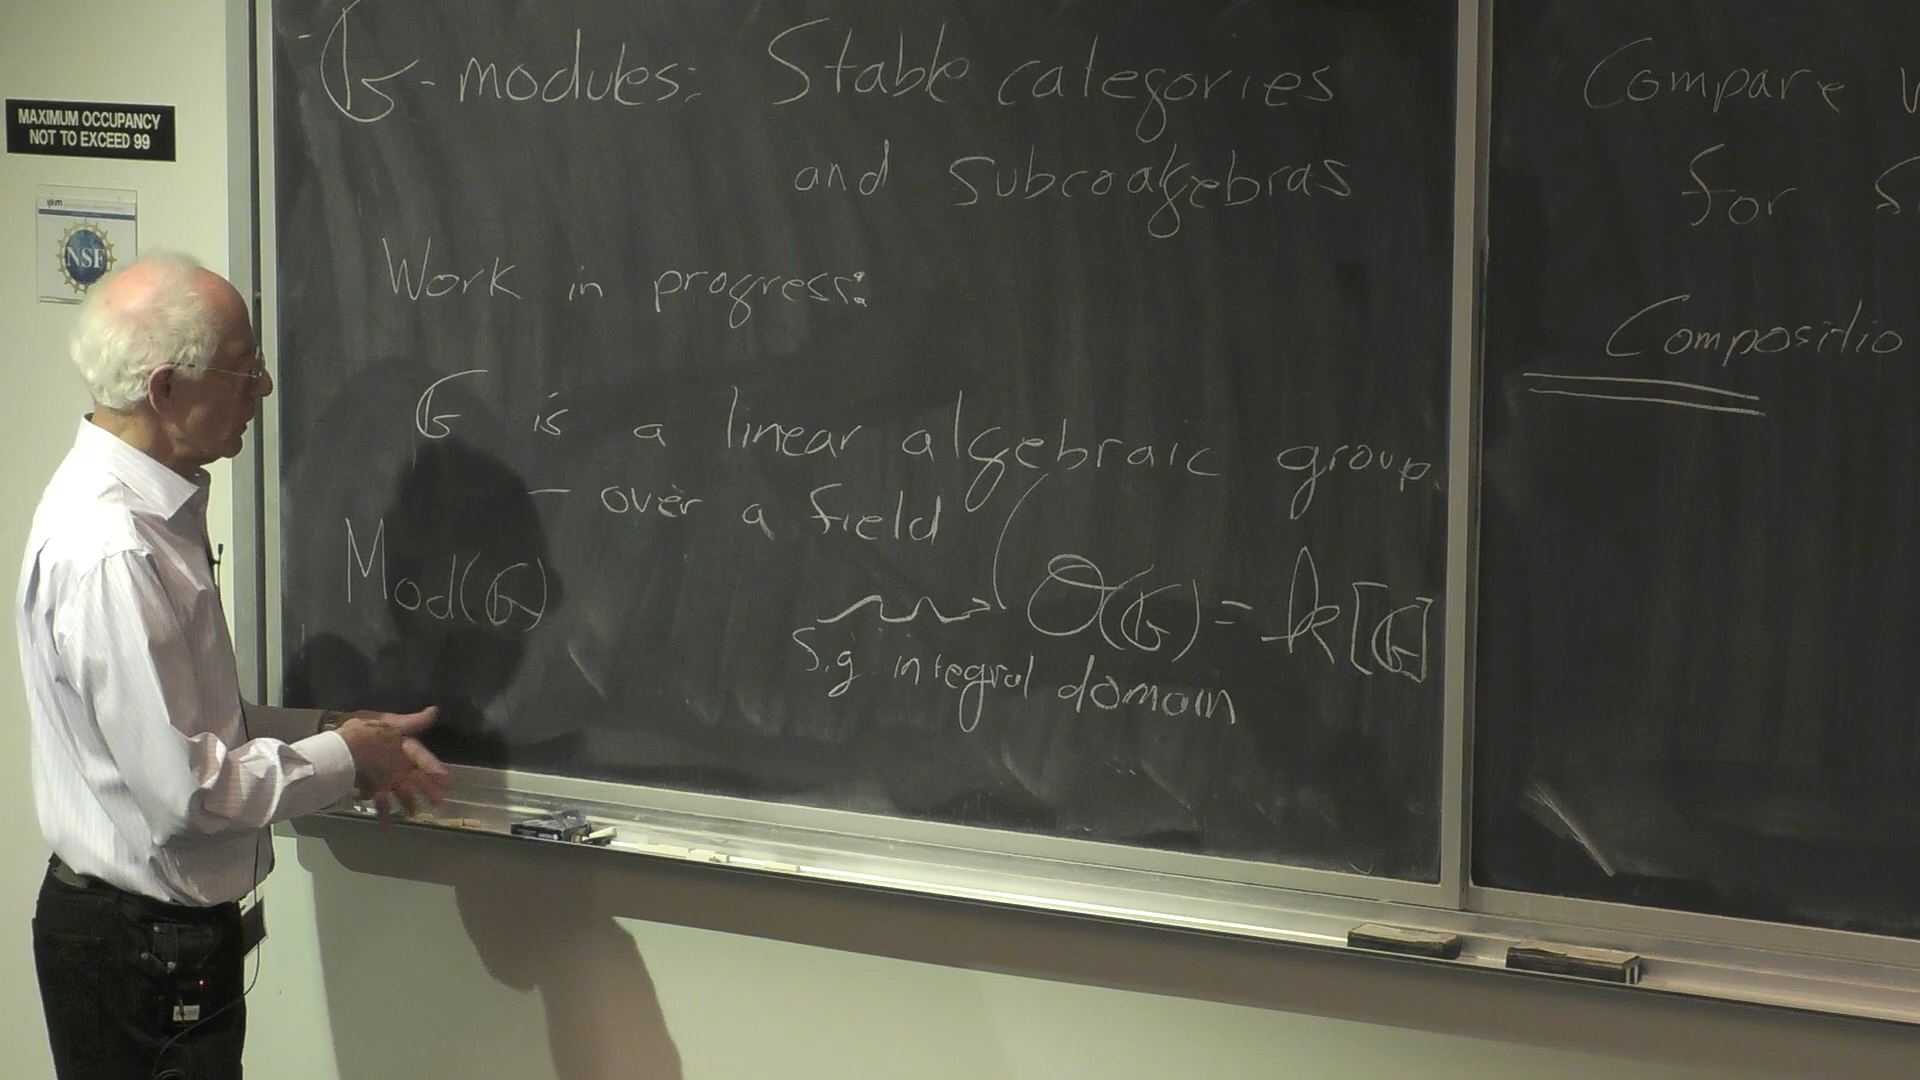 MAXIMUM OCCUPANCY
NOT TO EXCEED 99
NSF
𝔾-modules: Stable categories
and subcoalgebras
Work in progress:
𝔾 is a linear algebraic group.
— over a field
Mod(𝔾)
O(𝔾) = k[𝔾]
f.g integral domain
Compare
for
Compositio